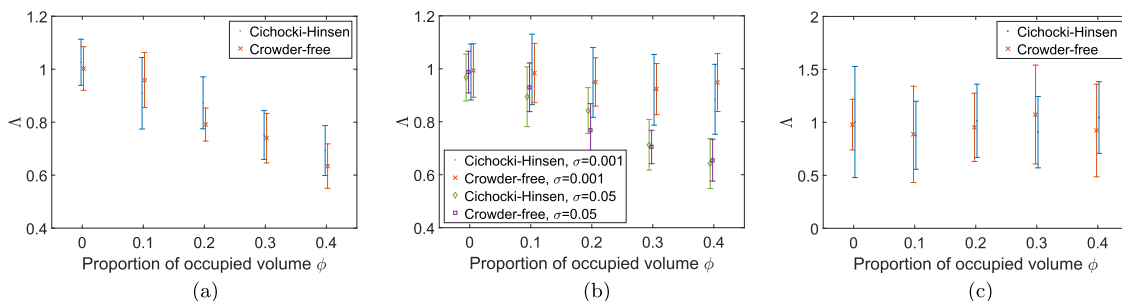 1.2
1
0.8
0.6
0.4
Λ
0 0.1 0.2 0.3 0.4
Proportion of occupied volume ϕ
Cichocki-Hinsen
Crowder-free
(a)
1.2
1
0.8
0.6
0.4
Λ
0 0.1 0.2 0.3 0.4
Proportion of occupied volume ϕ
Cichocki-Hinsen, σ=0.001
Crowder-free, σ=0.001
Cichocki-Hinsen, σ=0.05
Crowder-free, σ=0.05
(b)
2
1.5
1
0.5
0
Λ
0 0.1 0.2 0.3 0.4
Proportion of occupied volume ϕ
Cichocki-Hinsen
Crowder-free
(c)